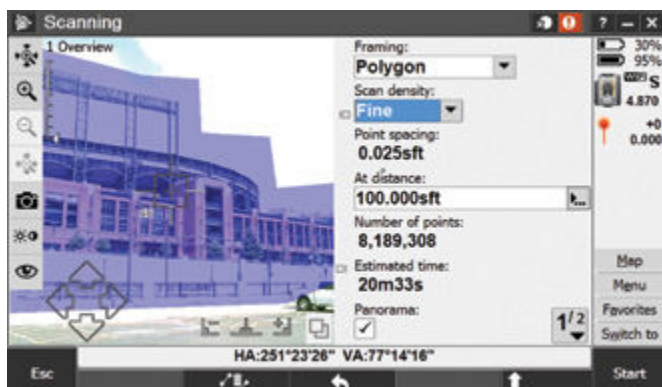 Scanning
? – X
1 Overview
Framing:
Polygon
Scan density:
Fine
Point spacing:
0.025sft
At distance:
100.000sft
Number of points:
8,189,308
Estimated time:
20m33s
Panorama:
1/2
30%
95%
S
4.870
+0
0.000
Map
Menu
Favorites
Switch to
HA:251°23'26" VA:77°14'16"
Esc
Start